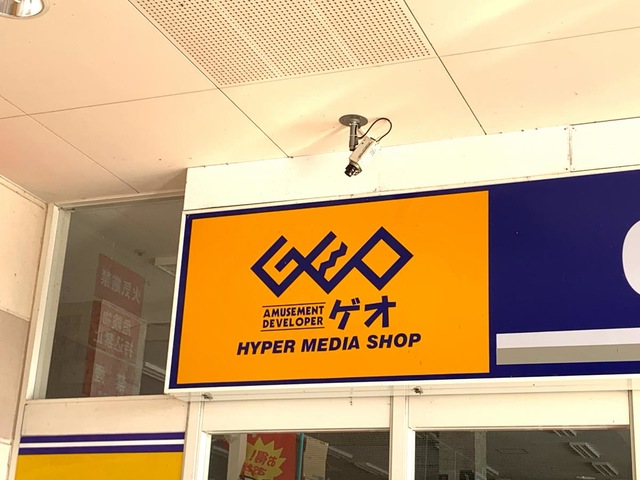 GEO
AMUSEMENT
DEVELOPER
ゲオ
HYPER MEDIA SHOP